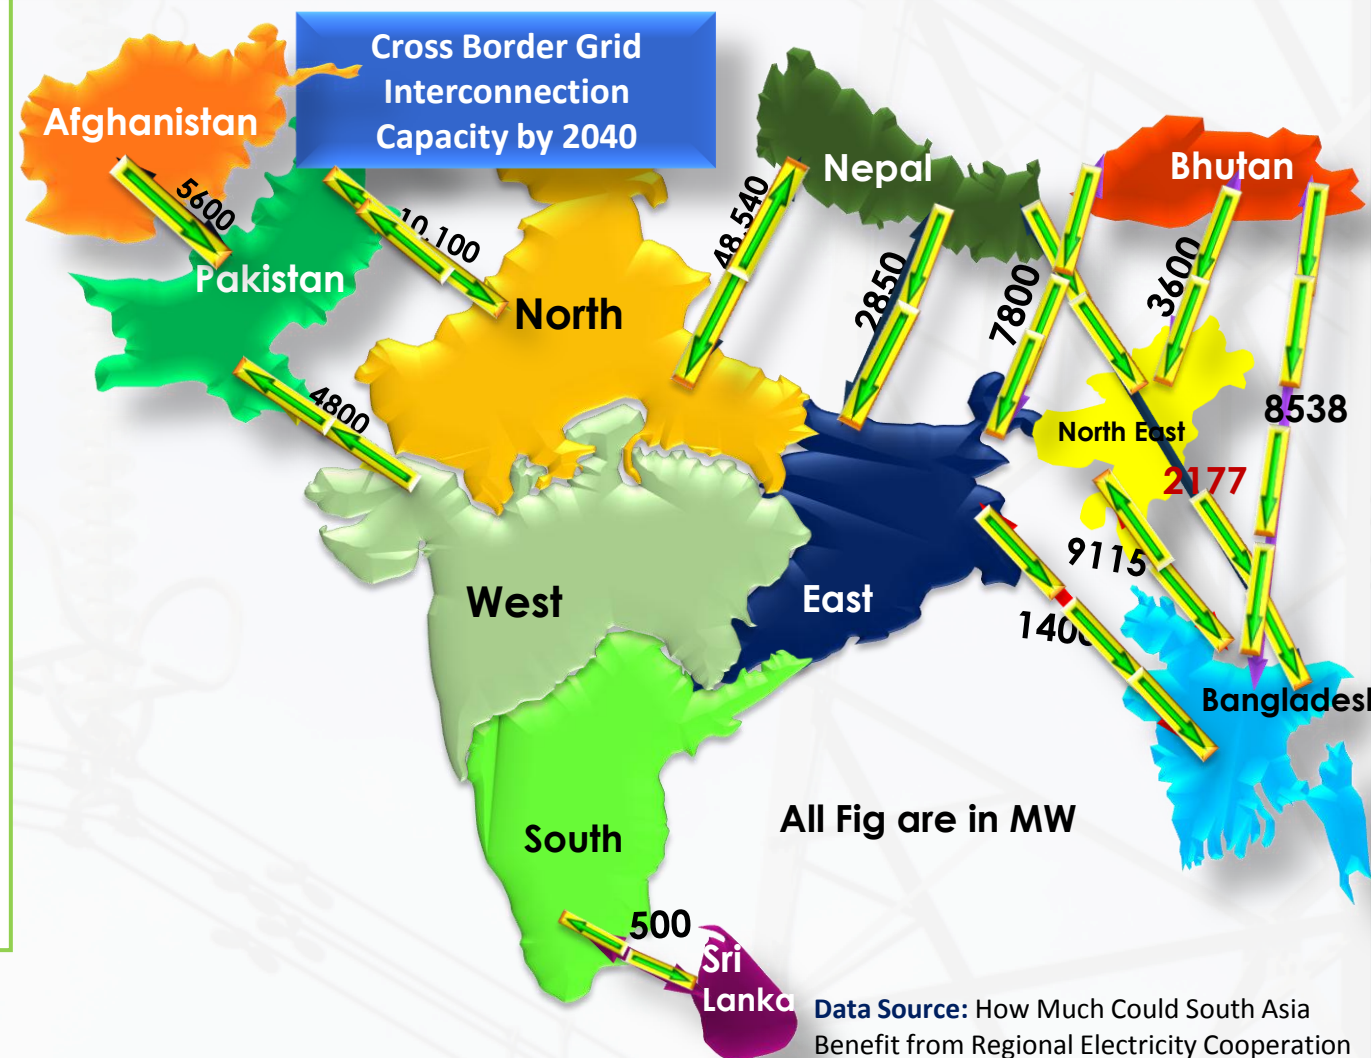 Cross Border Grid
Interconnection
Capacity by 2040
Afghanistan
5600
Pakistan
10,100
4800
North
48,540
Nepal
2850
7800
Bhutan
3600
8538
North East
2177
9115
1400
West
East
Bangladesh
South
All Fig are in MW
500
Sri
Lanka
Data Source: How Much Could South Asia
Benefit from Regional Electricity Cooperation